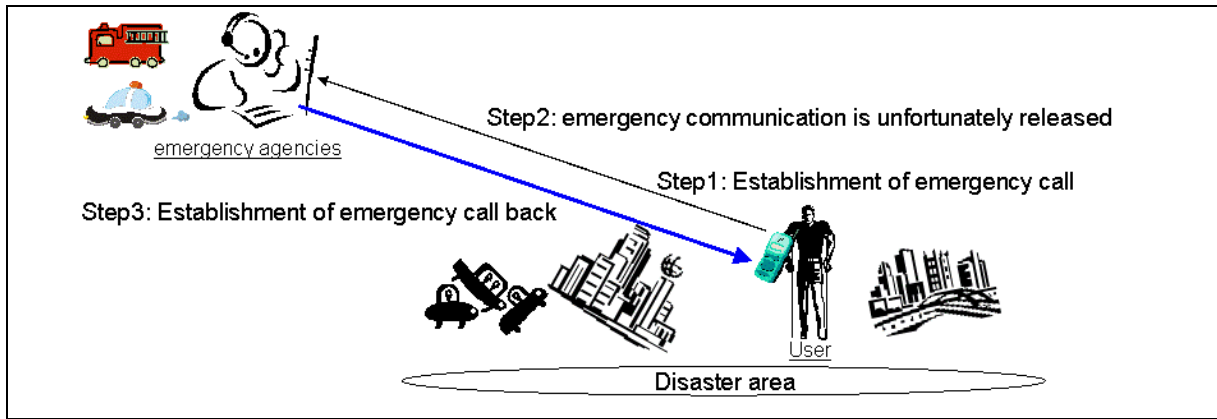 Step2: emergency communication is unfortunately released
emergency agencies
Step1: Establishment of emergency call
Step3: Establishment of emergency call back
User
Disaster area